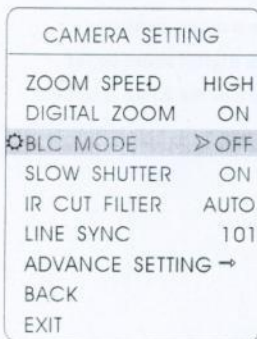 CAMERA SETTING
ZOOM SPEED HIGH
DIGITAL ZOOM ON
BLC MODE >OFF
SLOW SHUTTER ON
IR CUT FILTER AUTO
LINE SYNC 101
ADVANCE SETTING →
BACK
EXIT